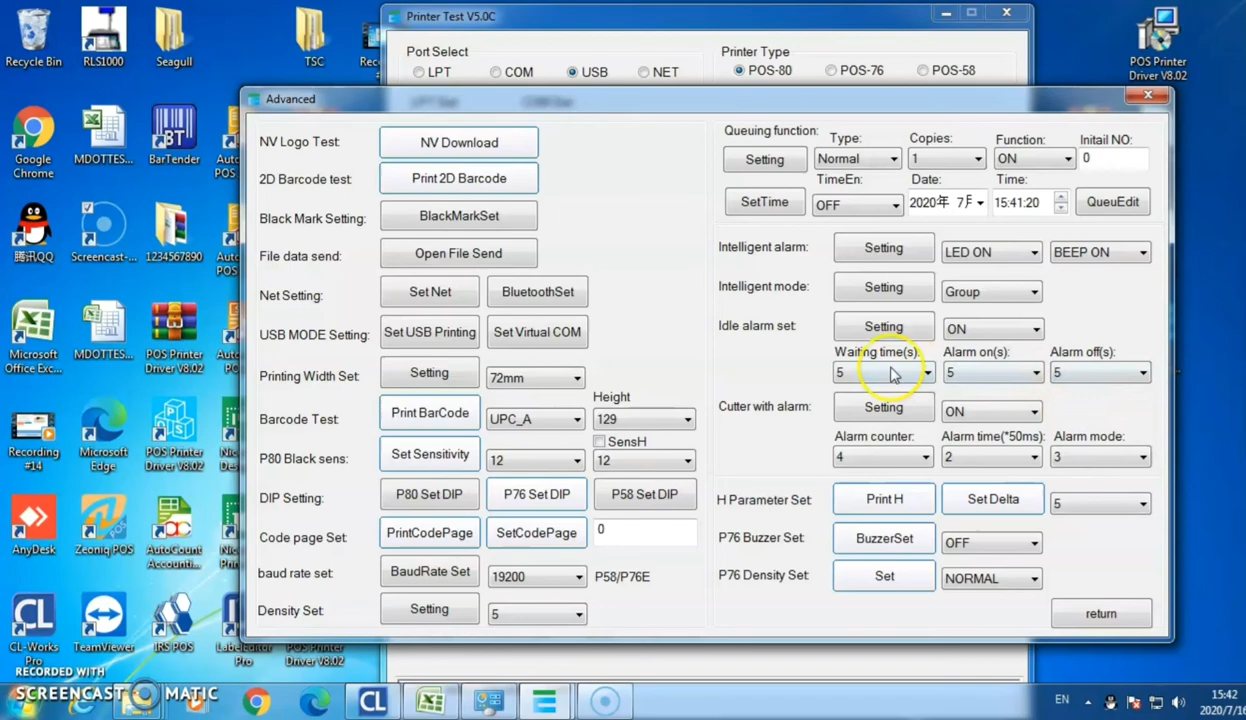 Recycle Bin
RLS1000
Seagull
TSC
POS Printer
Driver V8.02
Google
Chrome
MDOTTES...
BarTender
腾讯QQ
Screencast-...
1234567890
Microsoft
Office Exc...
MDOTTES...
POS Printer
Driver V8.02
Recording
#14
Microsoft
Edge
POS Printer
Driver V8.02
AnyDesk
Zeoniq POS
AutoCount
Accounti...
CL-Works
Pro
TeamViewer
IRS POS
LabelEditor
Pro
POS Printer
Driver V8.02
Printer Test V5.0C
Port Select
LPT
COM
USB
NET
Printer Type
POS-80
POS-76
POS-58
Advanced
NV Logo Test:
NV Download
2D Barcode test:
Print 2D Barcode
Black Mark Setting:
BlackMarkSet
File data send:
Open File Send
Net Setting:
Set Net
BluetoothSet
USB MODE Setting:
Set USB Printing
Set Virtual COM
Printing Width Set:
Setting
72mm
Height
Barcode Test:
Print BarCode
UPC_A
129
SensH
P80 Black sens:
Set Sensitivity
12
12
DIP Setting:
P80 Set DIP
P76 Set DIP
P58 Set DIP
Code page Set:
PrintCodePage
SetCodePage
0
baud rate set:
BaudRate Set
19200
P58/P76E
Density Set:
Setting
5
Queuing function:
Type:
Copies:
Function:
Initail NO:
Setting
Normal
1
ON
0
TimeEn:
Date:
Time:
SetTime
OFF
2020年 7月
15:41:20
QueuEdit
Intelligent alarm:
Setting
LED ON
BEEP ON
Intelligent mode:
Setting
Group
Idle alarm set:
Setting
ON
Waiting time(s):
Alarm on(s):
Alarm off(s):
5
5
5
Cutter with alarm:
Setting
ON
Alarm counter:
Alarm time(*50ms):
Alarm mode:
4
2
3
H Parameter Set:
Print H
Set Delta
5
P76 Buzzer Set:
BuzzerSet
OFF
P76 Density Set:
Set
NORMAL
return
RECORDED WITH
SCREENCAST MATIC
CL
EN
15:42
2020/7/16